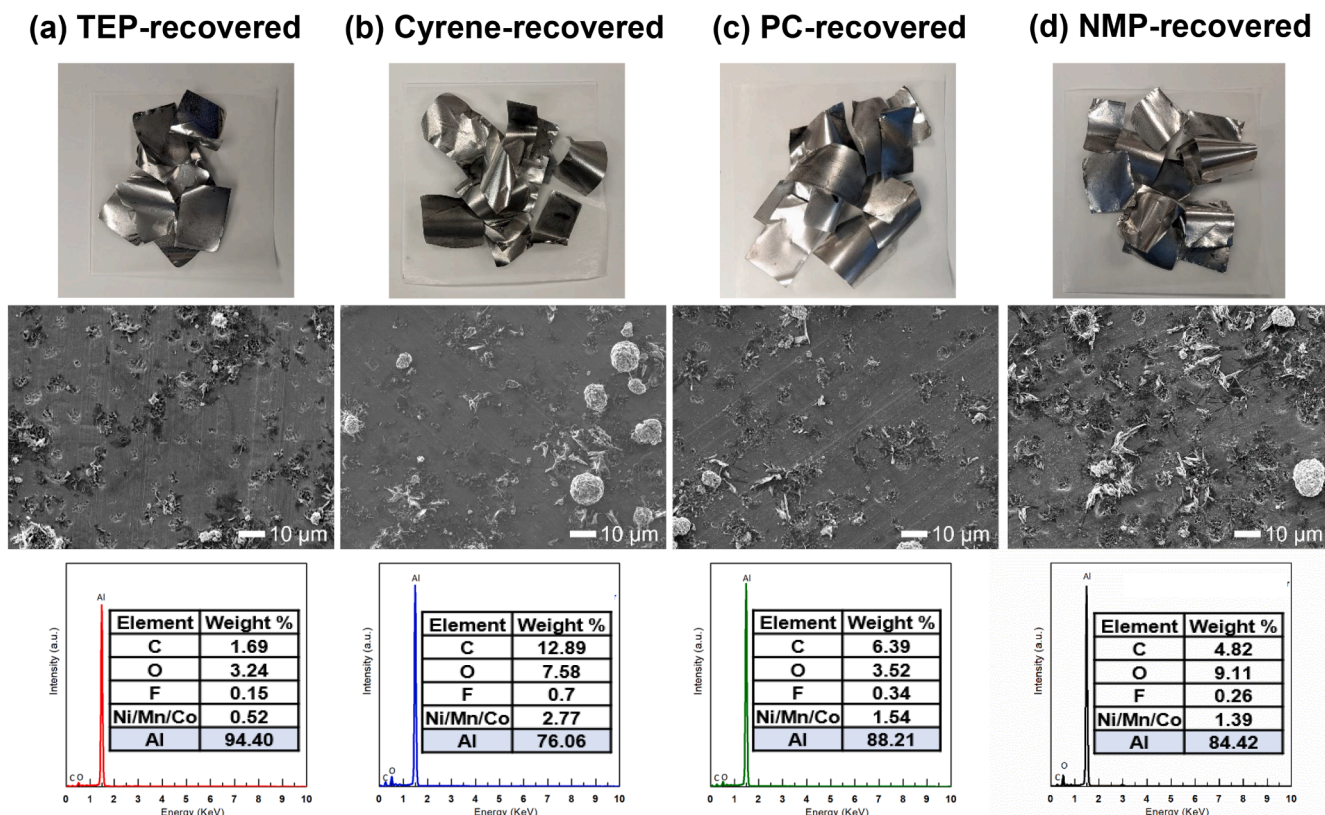 (a) TEP-recovered
(b) Cyrene-recovered
(c) PC-recovered
(d) NMP-recovered
10 µm
10 µm
10 µm
10 µm
Intensity (a.u.)
Al
Element Weight %
C 1.69
O 3.24
F 0.15
Ni/Mn/Co 0.52
Al 94.40
C O
0 1 2 3 4 5 6 7 8 9 10
Energy (KeV)
Intensity (a.u.)
Al
Element Weight %
C 12.89
O 7.58
F 0.7
Ni/Mn/Co 2.77
Al 76.06
C O
0 1 2 3 4 5 6 7 8 9 10
Energy (KeV)
Intensity (a.u.)
Al
Element Weight %
C 6.39
O 3.52
F 0.34
Ni/Mn/Co 1.54
Al 88.21
C O
0 1 2 3 4 5 6 7 8 9 10
Energy (KeV)
Intensity (a.u.)
Al
Element Weight %
C 4.82
O 9.11
F 0.26
Ni/Mn/Co 1.39
Al 84.42
C O
0 1 2 3 4 5 6 7 8 9 10
Energy (KeV)